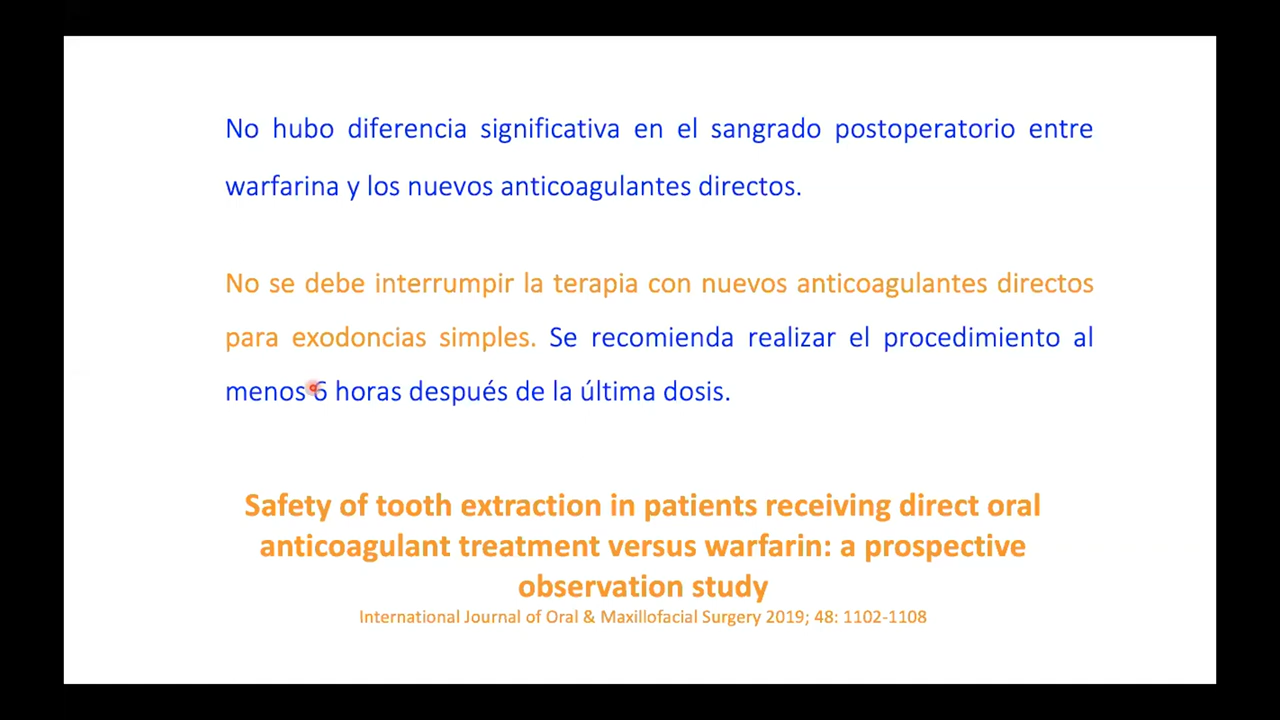 No hubo diferencia significativa en el sangrado postoperatorio entre
warfarina y los nuevos anticoagulantes directos.
No se debe interrumpir la terapia con nuevos anticoagulantes directos
para exodoncias simples. Se recomienda realizar el procedimiento al
menos 6 horas después de la última dosis.
Safety of tooth extraction in patients receiving direct oral
anticoagulant treatment versus warfarin: a prospective
observation study
International Journal of Oral & Maxillofacial Surgery 2019; 48: 1102-1108